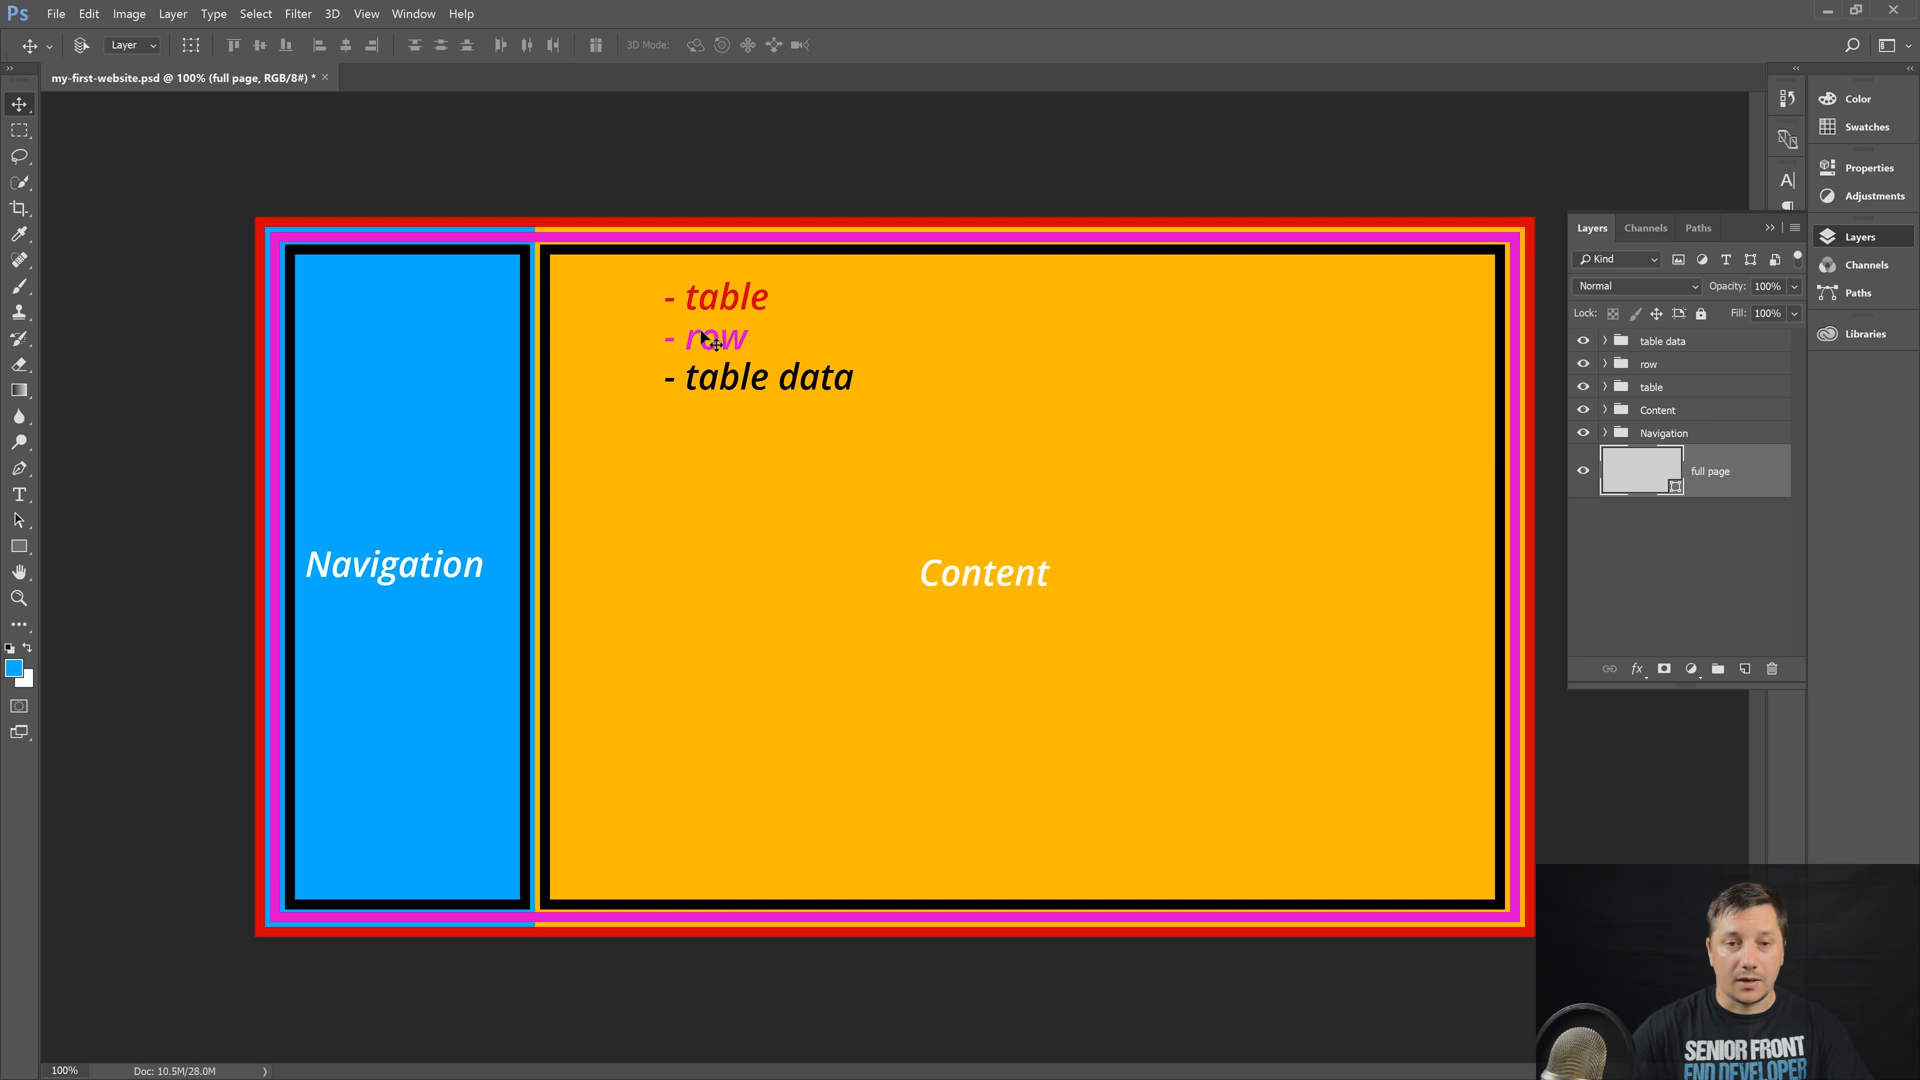 Ps File Edit Image Layer Type Select Filter 3D View Window Help
Layer 3D Mode:
my-first-website.psd @ 100% (full page, RGB/8#) * ×
Color
Swatches
Properties
Adjustments
Layers
Channels
Paths
Libraries
Layers Channels Paths
Kind
Normal Opacity: 100%
Lock: Fill: 100%
table data
row
table
Content
Navigation
full page
- table
- row
- table data
Navigation
Content
100% Doc: 10.5M/28.0M
SENIOR FRONT
END DEVELOPER